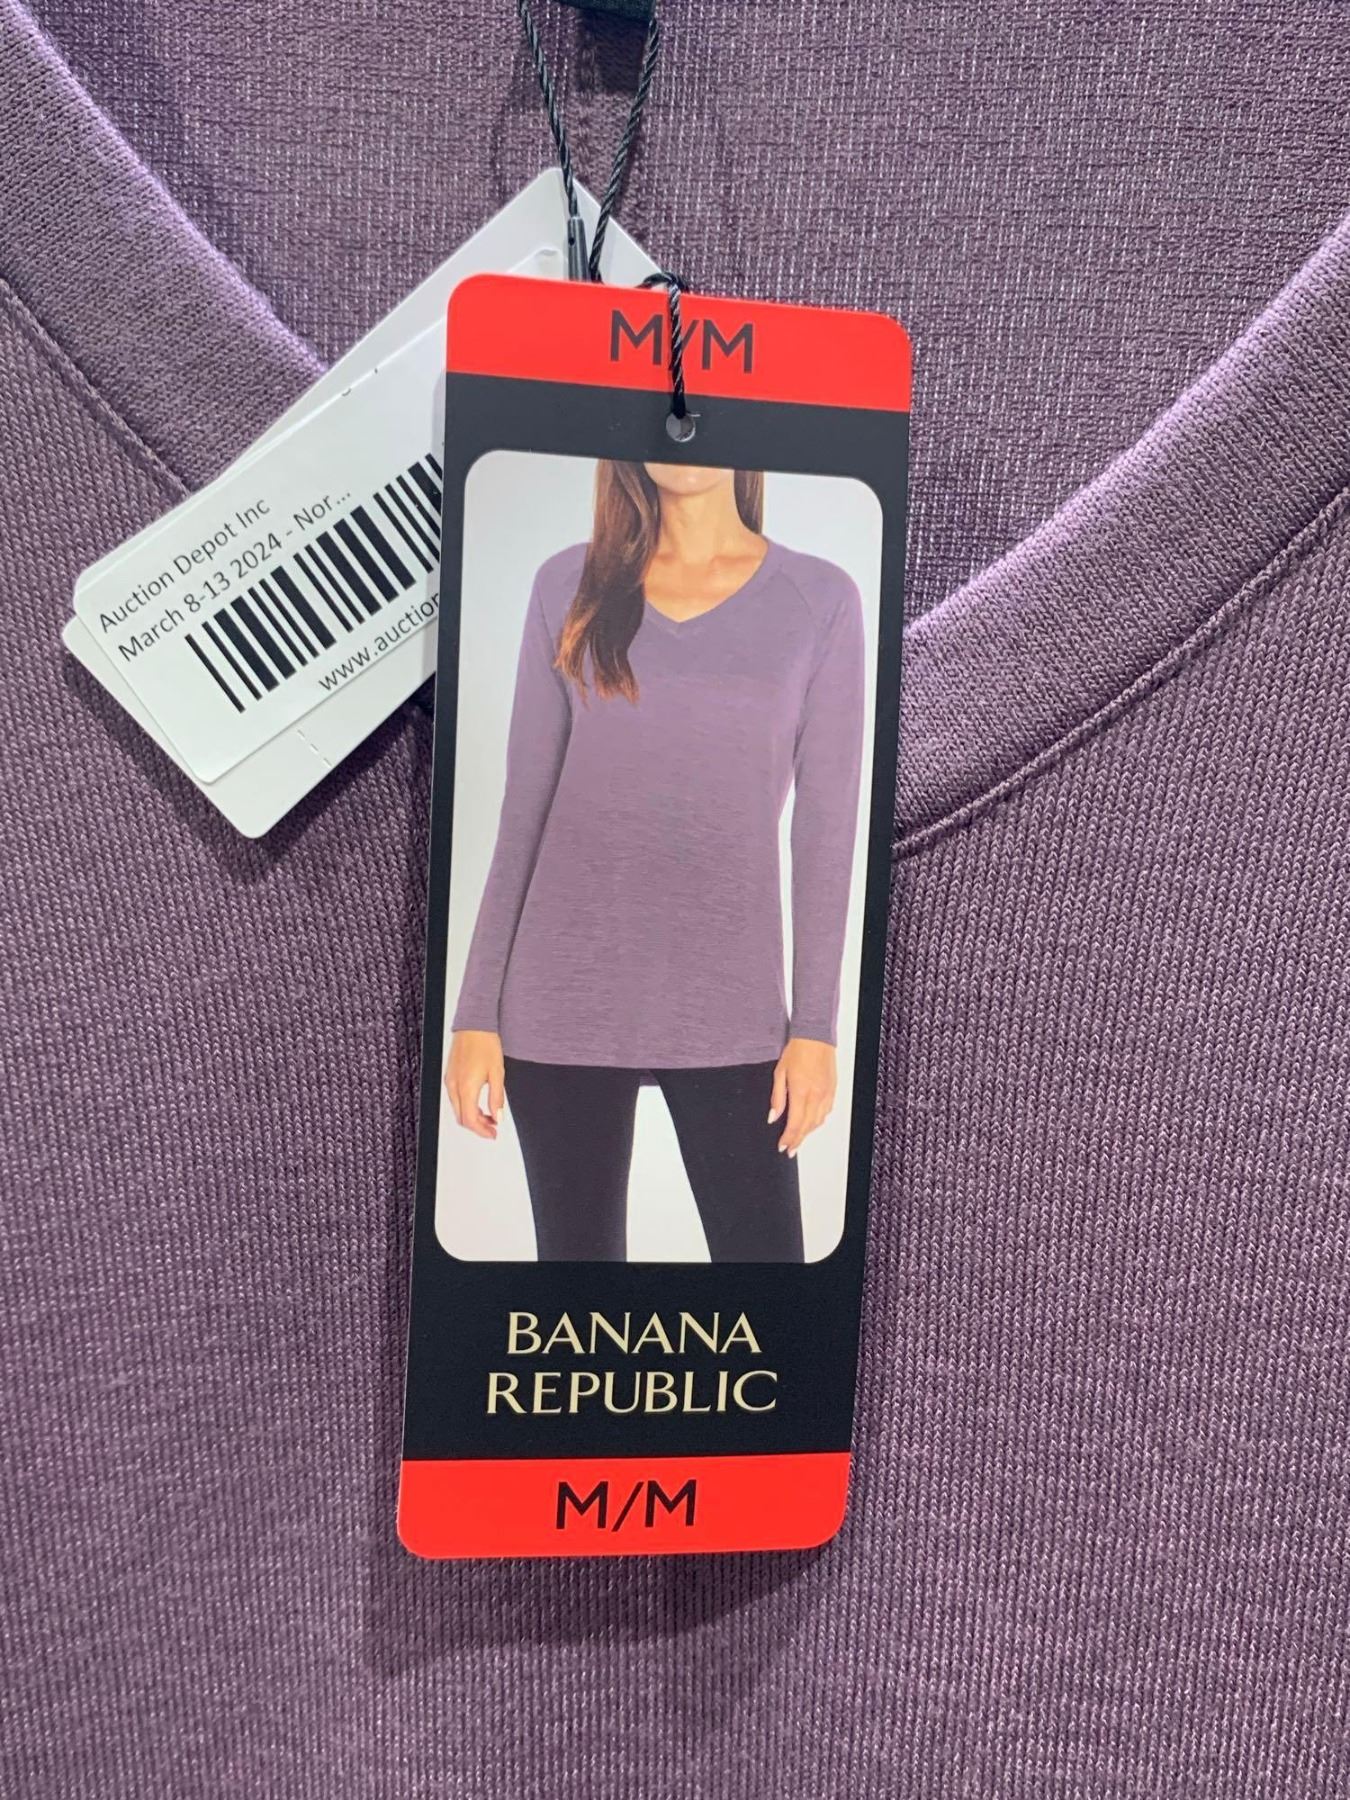 M/M
Auction Depot Inc
March 8-13 2024 - Nor...
www.auction
BANANA
REPUBLIC
M/M